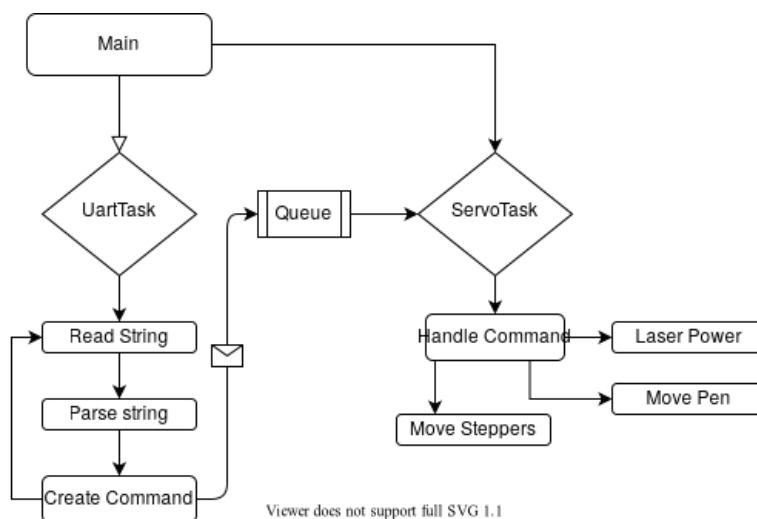 Main
UartTask
Queue
ServoTask
Read String
Handle Command
Laser Power
Parse string
Move Pen
Move Steppers
Create Command
Viewer does not support full SVG 1.1